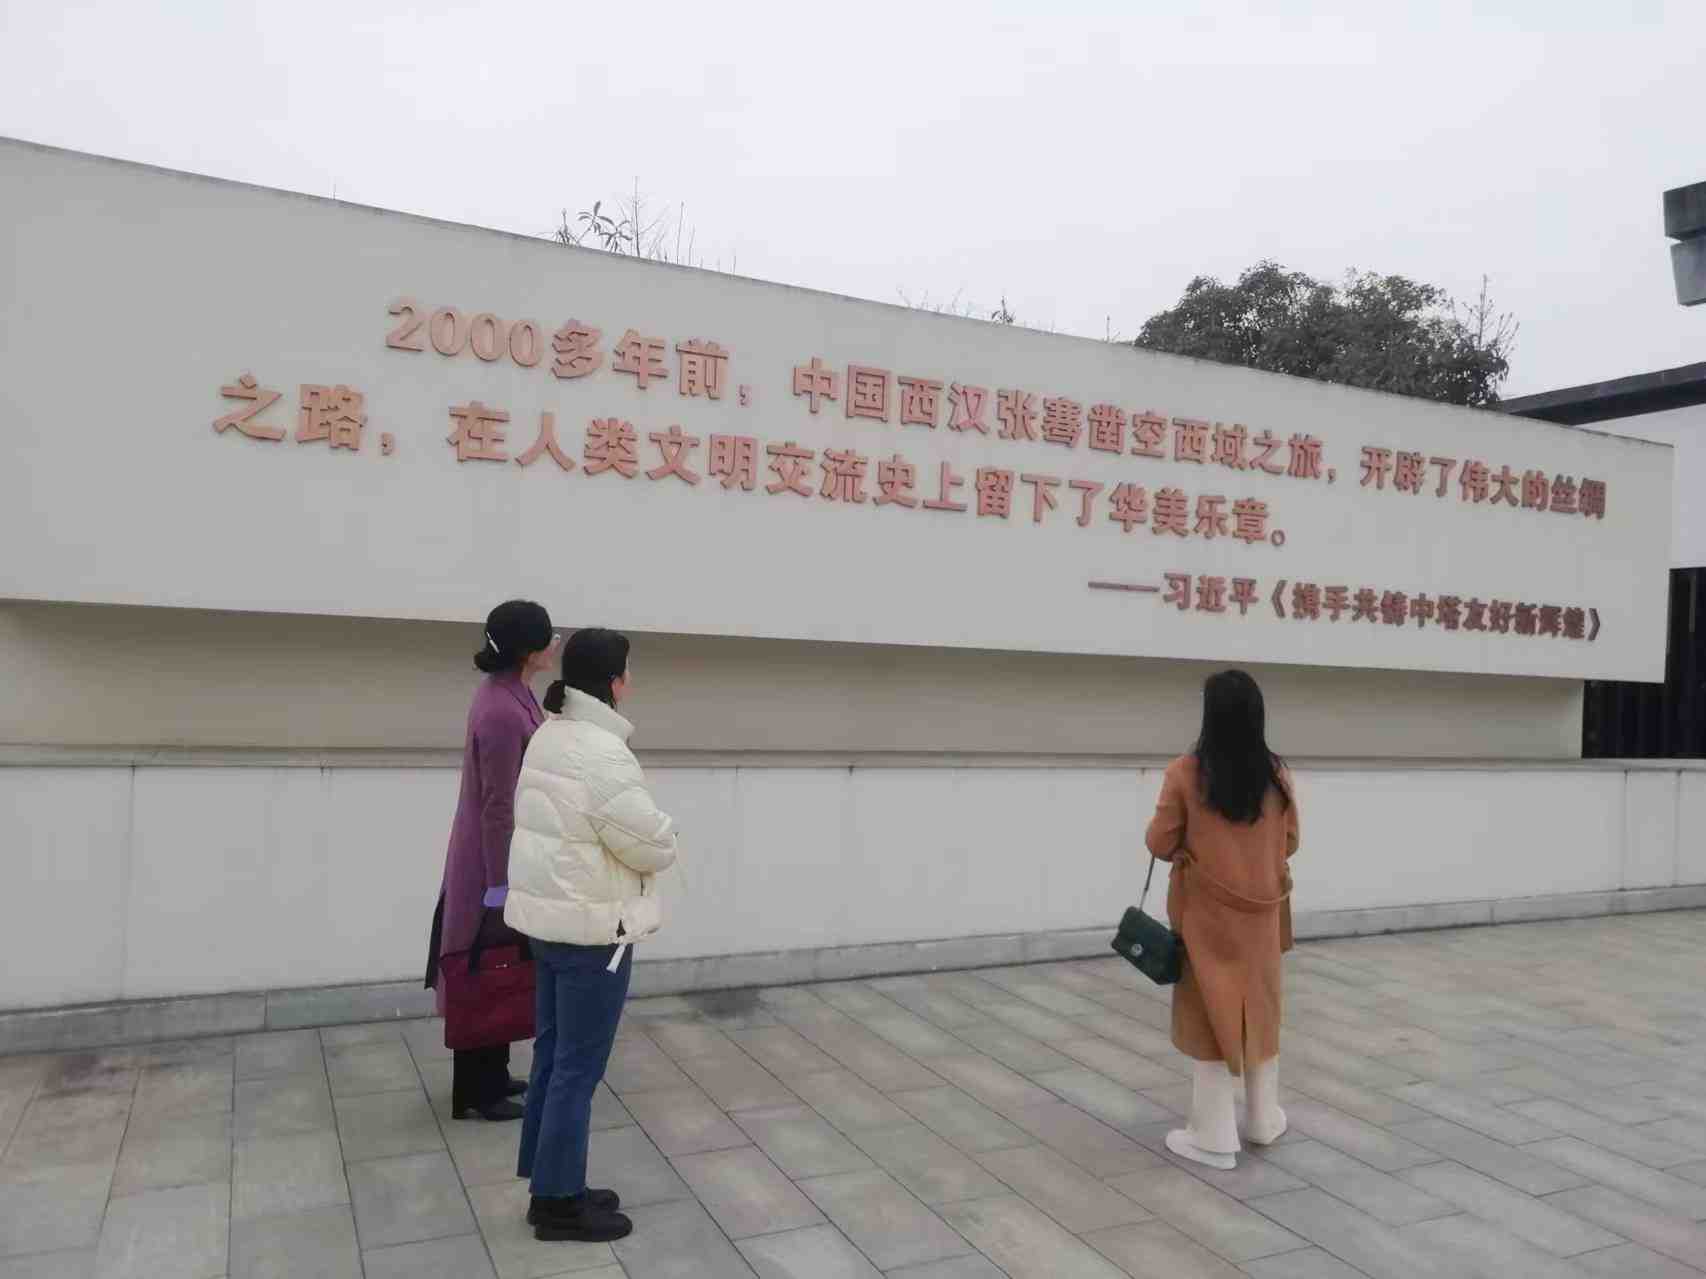 2000多年前，中国西汉张骞凿空西域之旅，开辟了伟大的丝绸
之路，在人类文明交流史上留下了华美乐章。
——习近平《携手共铸中塔友好新辉煌》